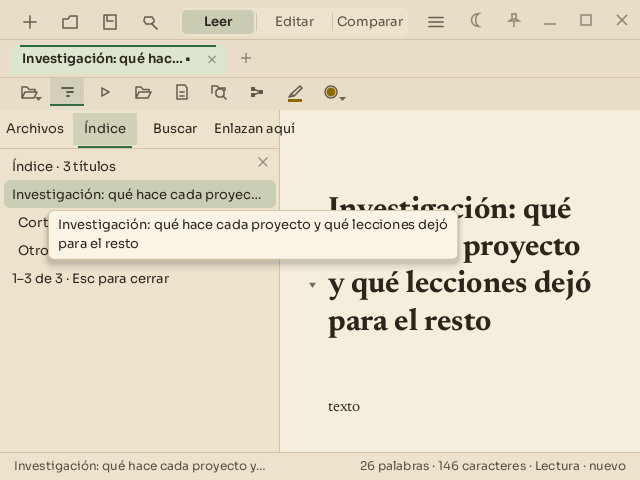 Leer
Editar
Comparar
Investigación: qué hac... •
Archivos
Índice
Buscar
Enlazan aquí
Índice · 3 títulos
Investigación: qué hace cada proyec...
Cort
Otro
Investigación: qué hace cada proyecto y qué lecciones dejó
para el resto
1–3 de 3 · Esc para cerrar
Investigación: qué
proyecto
y qué lecciones dejó
para el resto
texto
Investigación: qué hace cada proyecto y...
26 palabras · 146 caracteres · Lectura · nuevo